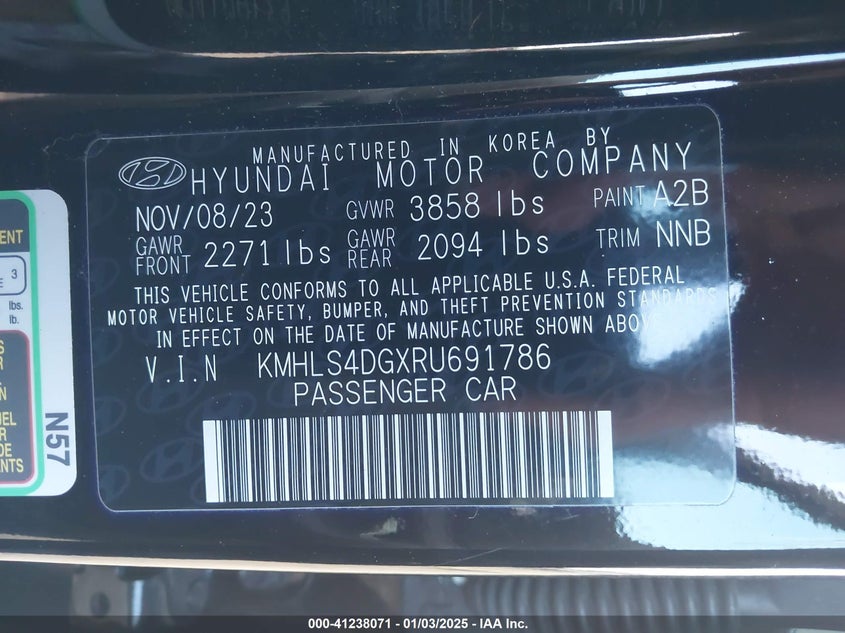 MANUFACTURED IN KOREA BY
HYUNDAI MOTOR COMPANY
NOV/08/23 GVWR 3858 lbs PAINT A2B
GAWR FRONT 2271 lbs GAWR REAR 2094 lbs TRIM NNB
THIS VEHICLE CONFORMS TO ALL APPLICABLE U.S.A. FEDERAL
MOTOR VEHICLE SAFETY, BUMPER, AND THEFT PREVENTION STANDARDS
IN EFFECT ON THE DATE OF MANUFACTURE SHOWN
V.I.N KMHLS4DGXRU691786
PASSENGER CAR
3
lbs.
lb.
N57
000-41238071 - 01/03/2025 - IAA Inc.